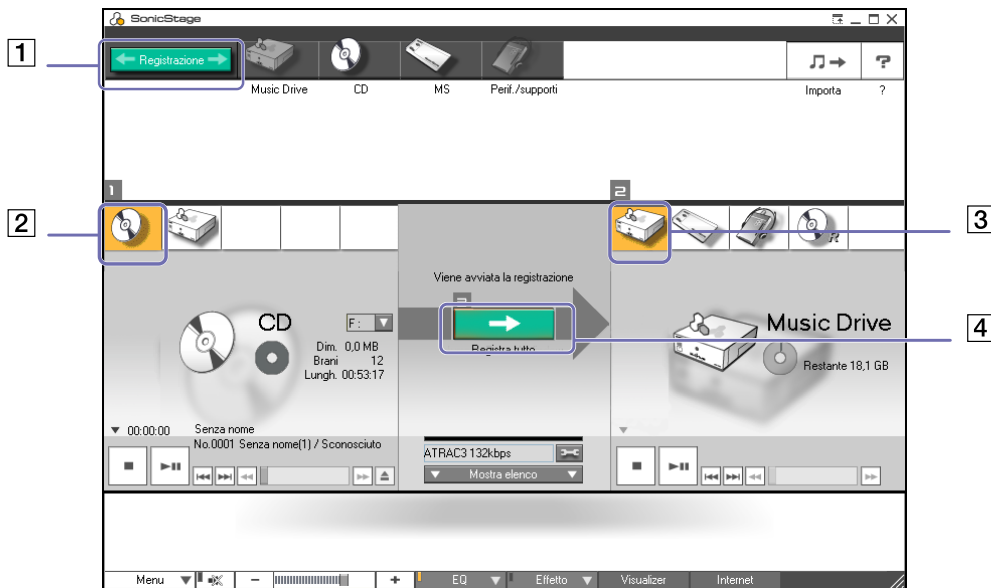 SonicStage
1
Registrazione
Music Drive
CD
MS
Perif./supporti
Importa
?
1
2
2
3
Viene avviata la registrazione
CD
F:
Dim. 0,0 MB
Brani 12
Lungh. 00:53:17
Registra tutto
Music Drive
Restante 18,1 GB
4
00:00:00
Senza nome
No.0001 Senza nome(1) / Sconosciuto
ATRAC3 132kbps
Mostra elenco
Menu
EQ
Effetto
Visualizer
Internet